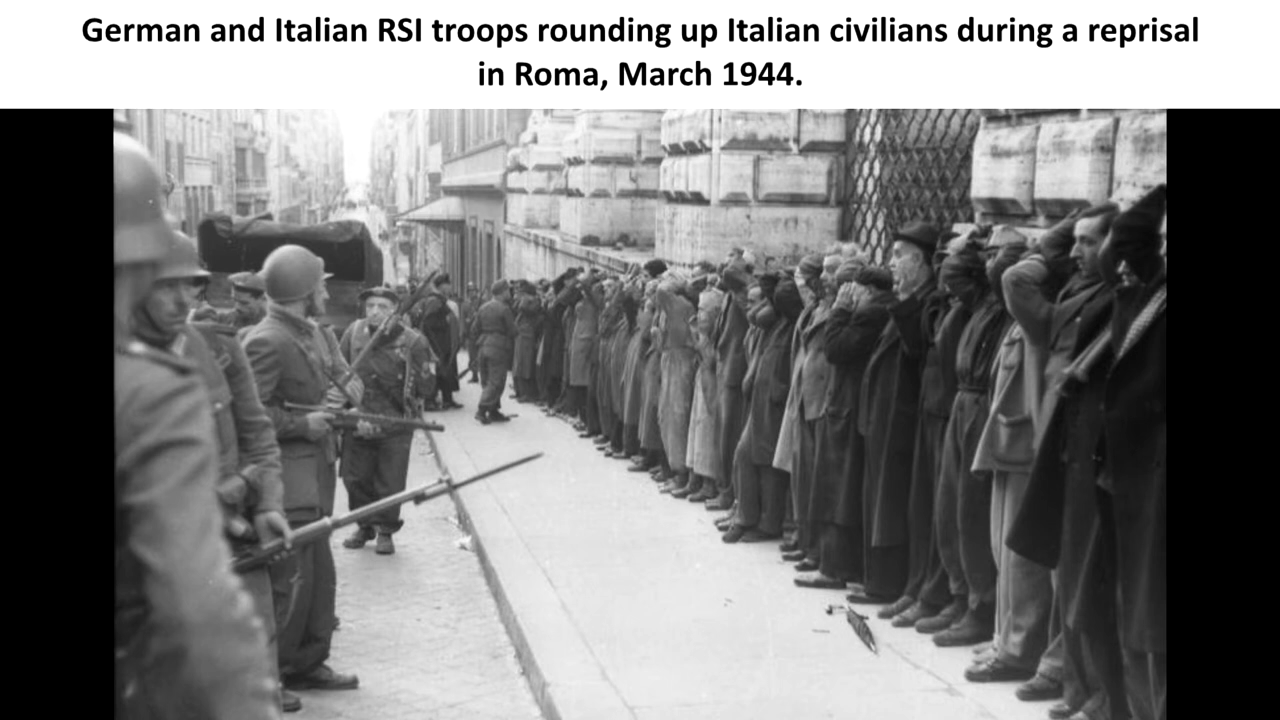 German and Italian RSI troops rounding up Italian civilians during a reprisal
in Roma, March 1944.